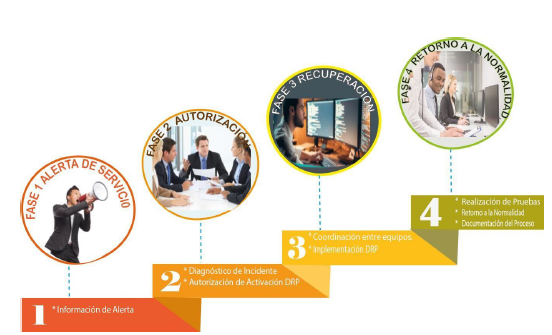 FASE 1 ALERTA DE SERVICIO
FASE 2 AUTORIZACIÓN
FASE 3 RECUPERACION
FASE 4 RETORNO A LA NORMALIDAD
1
* Información de Alerta
2
* Diagnóstico de Incidente
* Autorización de Activación DRP
3
* Coordinación entre equipos.
* Implementación DRP
4
* Realización de Pruebas
* Retorno a la Normalidad
* Documentación del Proceso